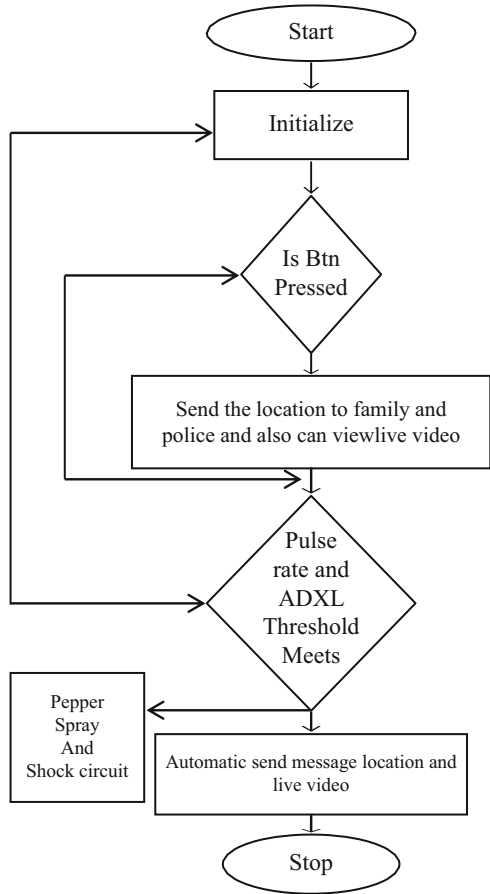 Start
Initialize
Is Btn
Pressed
Send the location to family and
police and also can viewlive video
Pulse
rate and
ADXL
Threshold
Meets
Pepper
Spray
And
Shock circuit
Automatic send message location and
live video
Stop